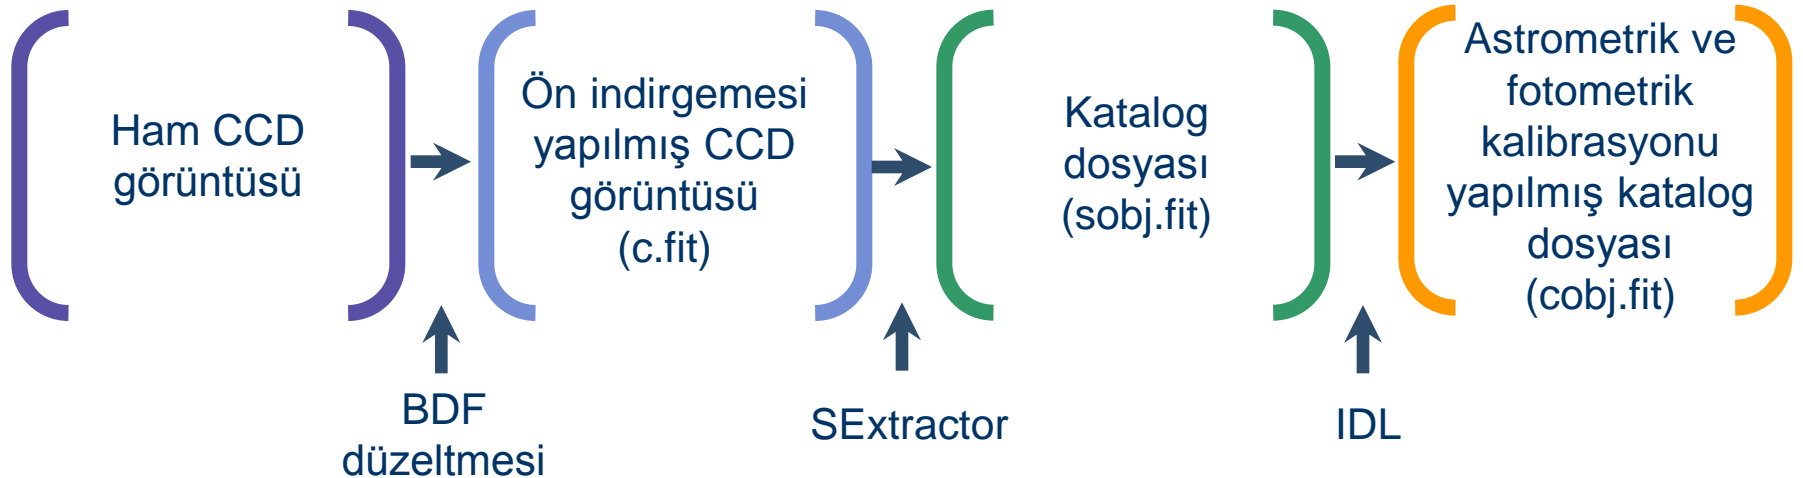 Ham CCD
görüntüsü
Ön indirgemesi
yapılmış CCD
görüntüsü
(c.fit)
Katalog
dosyası
(sobj.fit)
Astrometrik ve
fotometrik
kalibrasyonu
yapılmış katalog
dosyası
(cobj.fit)
BDF
düzeltmesi
SExtractor
IDL